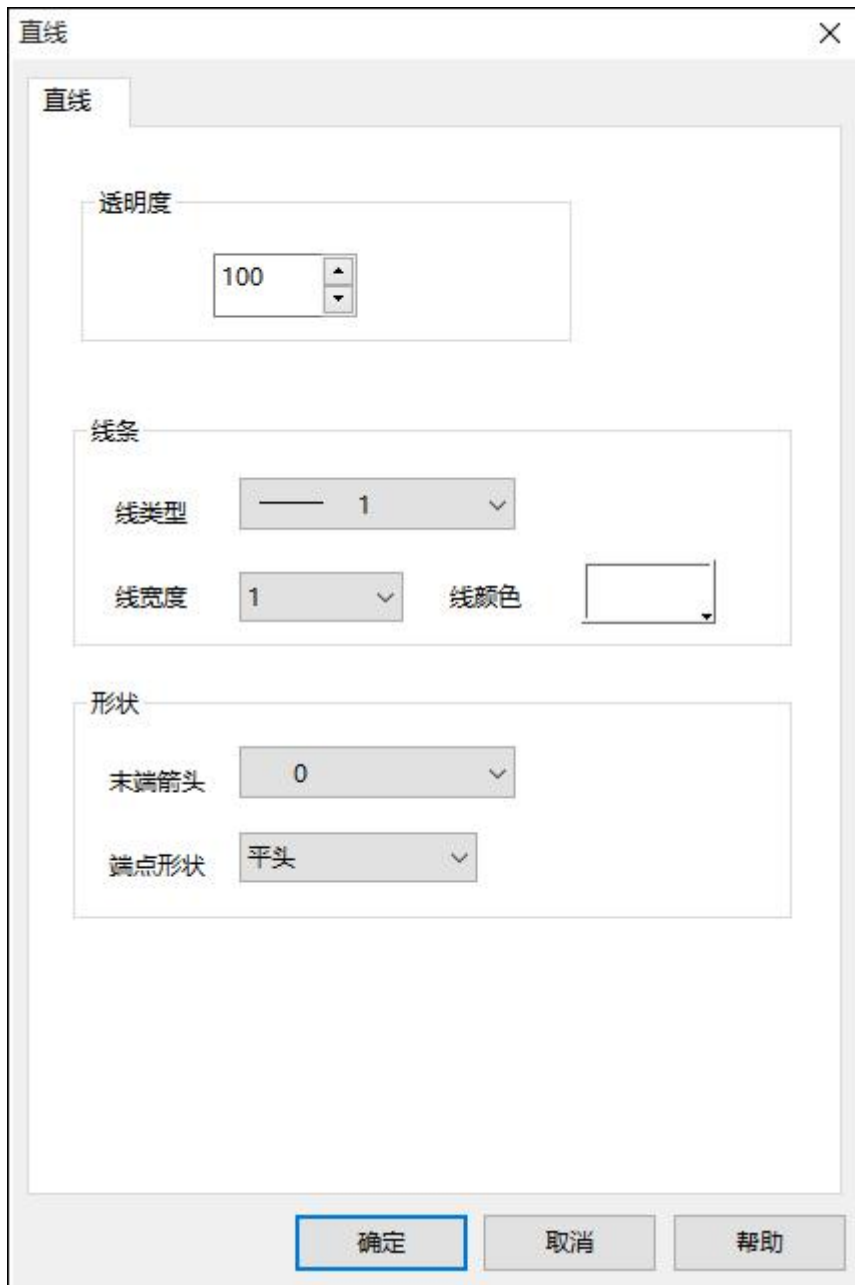 直线
直线
透明度
100
线条
线类型 1
线宽度 1 线颜色
形状
末端箭头 0
端点形状 平头
确定 取消 帮助